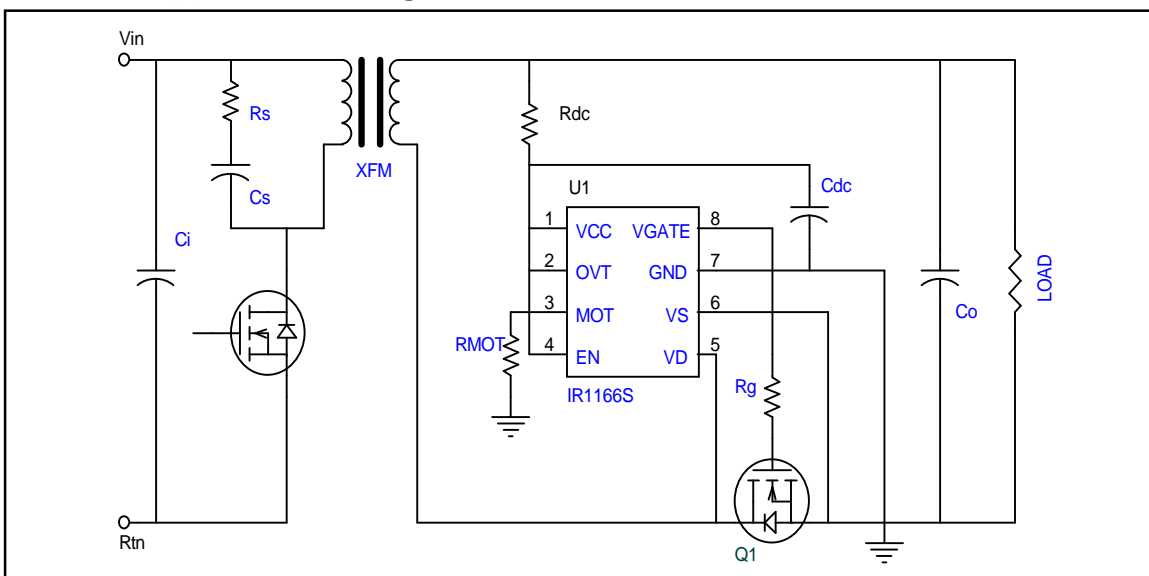 Vin
Rs
Rdc
XFM
Cs
Cdc
U1
Ci
1 VCC VGATE 8
2 OVT GND 7
3 MOT VS 6
4 EN VD 5
RMOT
IR1166S
Rg
Co
LOAD
Rtn
Q1